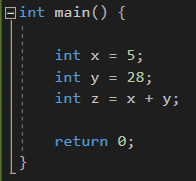 int main() {
int x = 5;
int y = 28;
int z = x + y;
return 0;
}